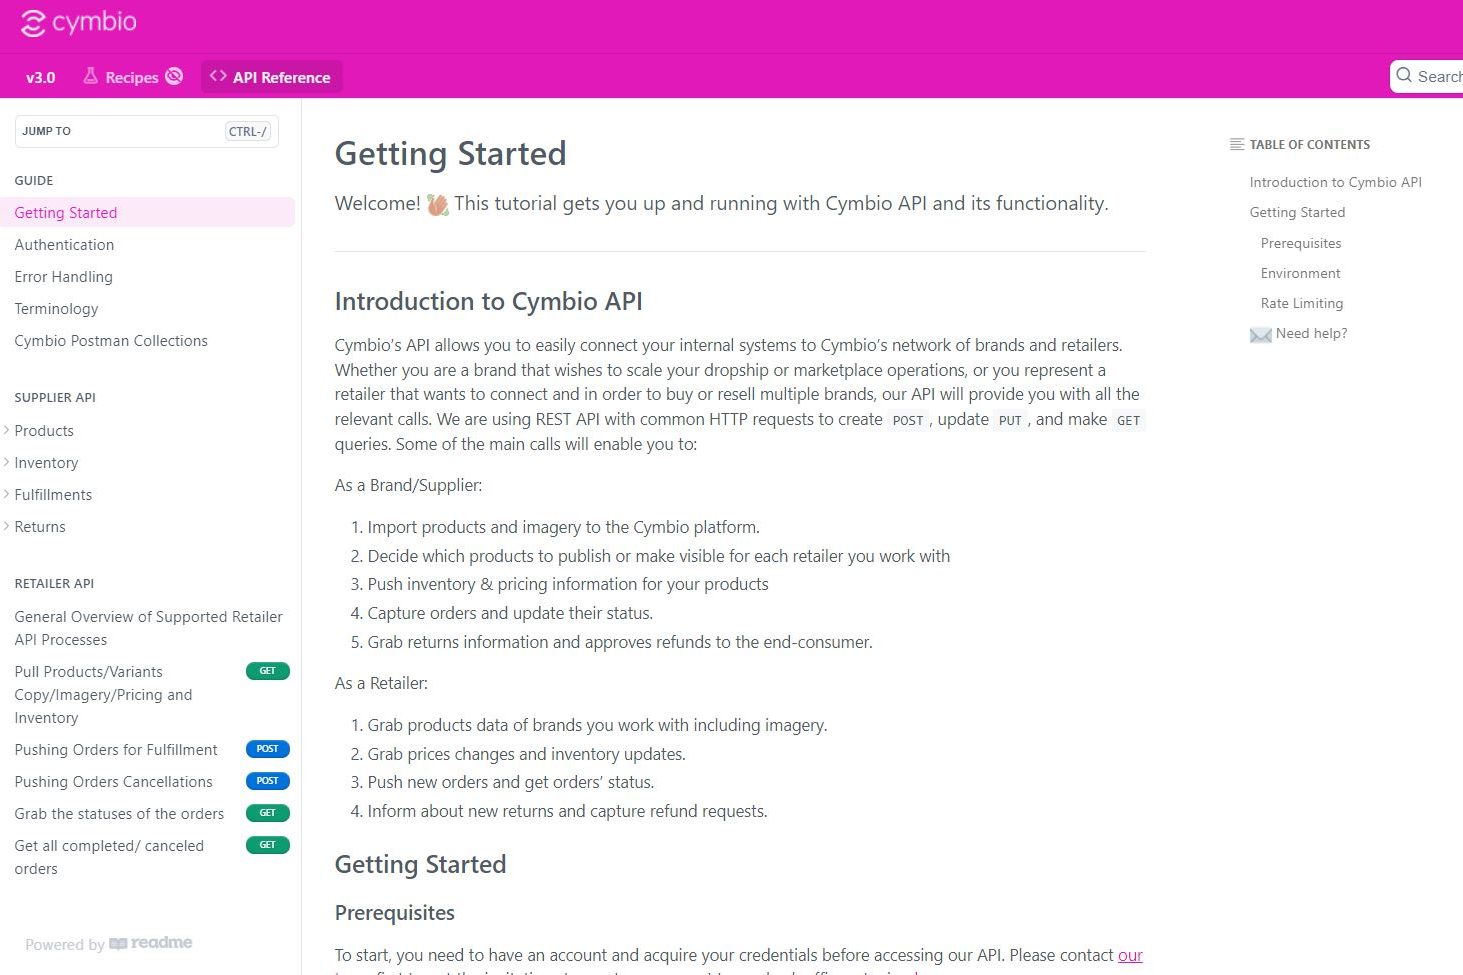 cymbio
v3.0 Recipes API Reference
Search
JUMP TO CTRL-/
GUIDE
Getting Started
Authentication
Error Handling
Terminology
Cymbio Postman Collections
SUPPLIER API
Products
Inventory
Fulfillments
Returns
RETAILER API
General Overview of Supported Retailer
API Processes
Pull Products/Variants GET
Copy/Imagery/Pricing and
Inventory
Pushing Orders for Fulfillment POST
Pushing Orders Cancellations POST
Grab the statuses of the orders GET
Get all completed/ canceled GET
orders
Powered by readme
Getting Started
Welcome! This tutorial gets you up and running with Cymbio API and its functionality.
Introduction to Cymbio API
Cymbio’s API allows you to easily connect your internal systems to Cymbio’s network of brands and retailers.
Whether you are a brand that wishes to scale your dropship or marketplace operations, or you represent a
retailer that wants to connect and in order to buy or resell multiple brands, our API will provide you with all the
relevant calls. We are using REST API with common HTTP requests to create POST , update PUT , and make GET
queries. Some of the main calls will enable you to:
As a Brand/Supplier:
1. Import products and imagery to the Cymbio platform.
2. Decide which products to publish or make visible for each retailer you work with
3. Push inventory & pricing information for your products
4. Capture orders and update their status.
5. Grab returns information and approves refunds to the end-consumer.
As a Retailer:
1. Grab products data of brands you work with including imagery.
2. Grab prices changes and inventory updates.
3. Push new orders and get orders’ status.
4. Inform about new returns and capture refund requests.
Getting Started
Prerequisites
To start, you need to have an account and acquire your credentials before accessing our API. Please contact our
TABLE OF CONTENTS
Introduction to Cymbio API
Getting Started
Prerequisites
Environment
Rate Limiting
Need help?